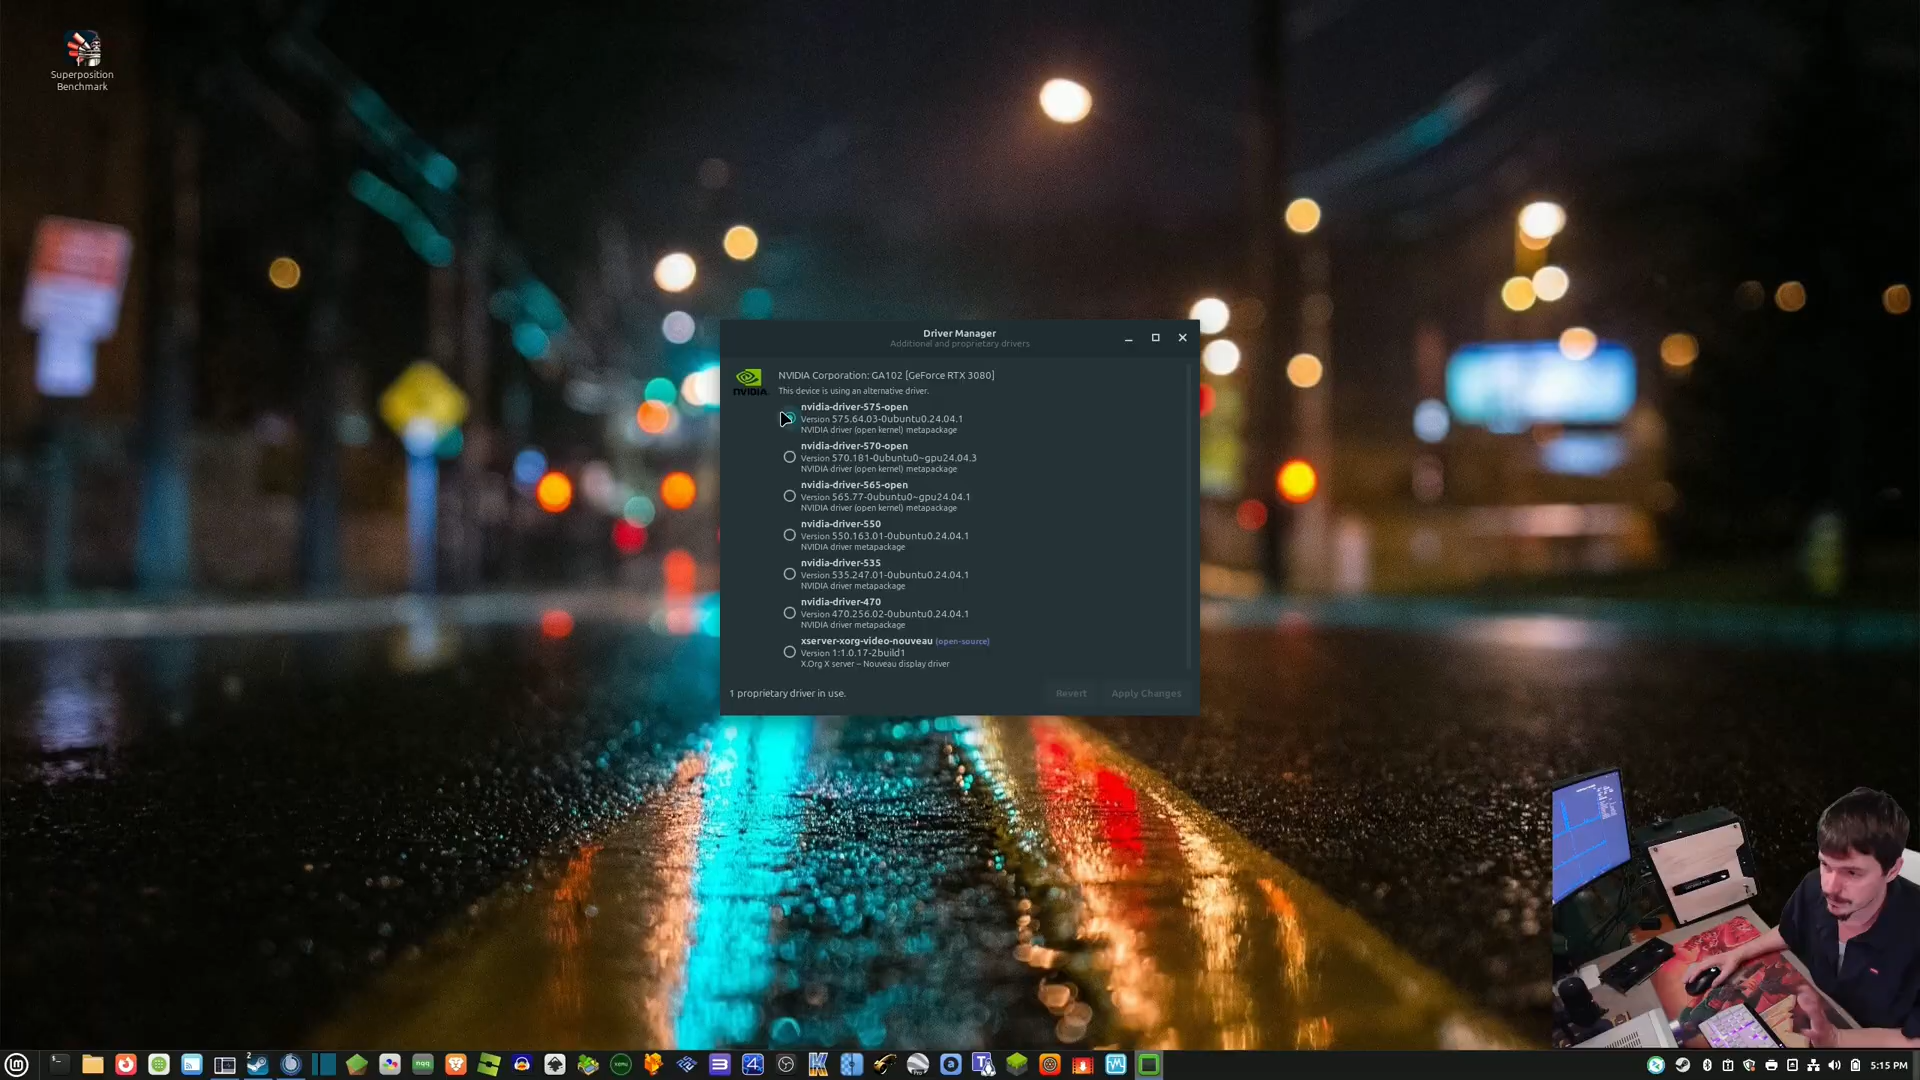 Superposition
Benchmark
Driver Manager
Additional and proprietary drivers
NVIDIA Corporation: GA102 [GeForce RTX 3080]
NVIDIA
This device is using an alternative driver.
nvidia-driver-575-open
Version 575.64.03-0ubuntu0.24.04.1
NVIDIA driver (open kernel) metapackage
nvidia-driver-570-open
Version 570.181-0ubuntu0~gpu24.04.3
NVIDIA driver (open kernel) metapackage
nvidia-driver-565-open
Version 565.77-0ubuntu0~gpu24.04.1
NVIDIA driver (open kernel) metapackage
nvidia-driver-550
Version 550.163.01-0ubuntu0.24.04.1
NVIDIA driver metapackage
nvidia-driver-535
Version 535.247.01-0ubuntu0.24.04.1
NVIDIA driver metapackage
nvidia-driver-470
Version 470.256.02-0ubuntu0.24.04.1
NVIDIA driver metapackage
xserver-xorg-video-nouveau (open-source)
Version 1:1.0.17-2build1
X.Org X server -- Nouveau display driver
1 proprietary driver in use.
Revert
Apply Changes
5:15 PM